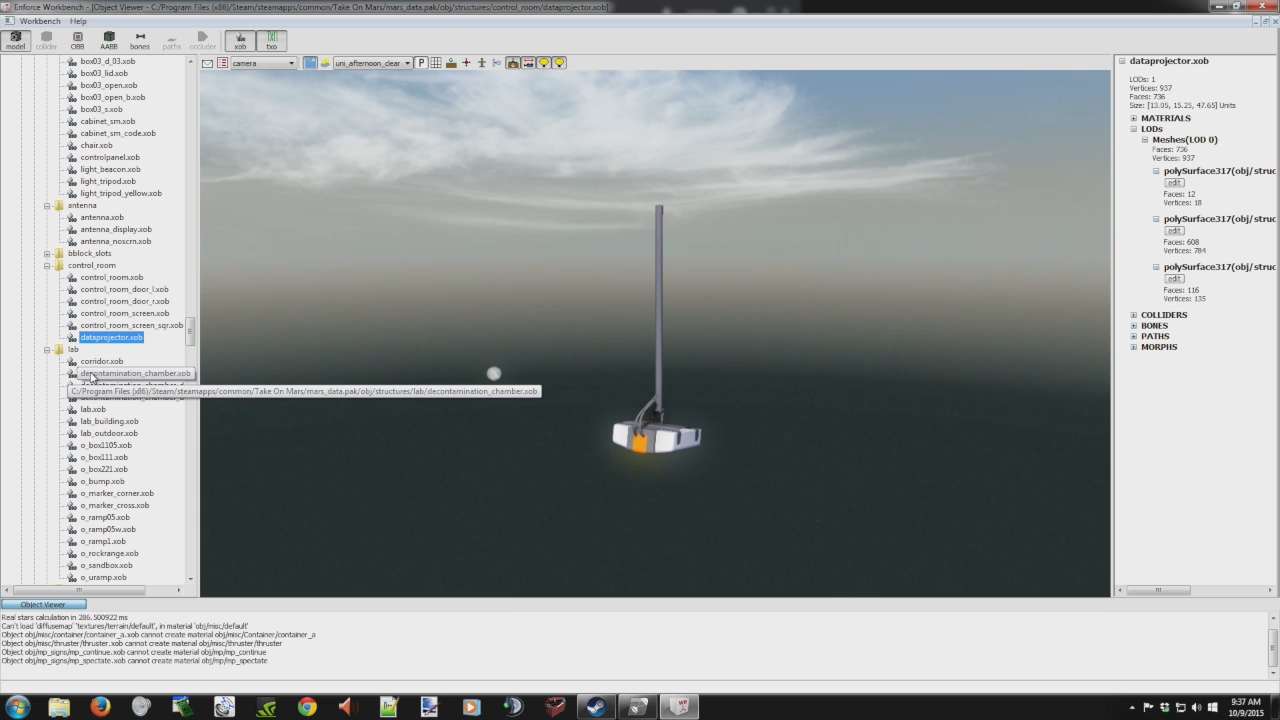 Enforce Workbench - [Object Viewer - C:/Program Files (x86)/Steam/steamapps/common/Take On Mars/mars_data.pak/obj/structures/control_room/dataprojector.xob]
Workbench Help
model collider OBB AABB bones paths occluder xob txo
camera uni_afternoon_clear P
box03_d_03.xob
box03_lid.xob
box03_open.xob
box03_open_b.xob
box03_s.xob
cabinet_sm.xob
cabinet_sm_code.xob
chair.xob
controlpanel.xob
light_beacon.xob
light_tripod.xob
light_tripod_yellow.xob
antenna
antenna.xob
antenna_display.xob
antenna_noscrn.xob
bblock_slots
control_room
control_room.xob
control_room_door_l.xob
control_room_door_r.xob
control_room_screen.xob
control_room_screen_sqr.xob
dataprojector.xob
lab
corridor.xob
decontamination_chamber.xob
C:/Program Files (x86)/Steam/steamapps/common/Take On Mars/mars_data.pak/obj/structures/lab/decontamination_chamber.xob
lab.xob
lab_building.xob
lab_outdoor.xob
o_box1105.xob
o_box111.xob
o_box221.xob
o_bump.xob
o_marker_corner.xob
o_marker_cross.xob
o_ramp05.xob
o_ramp05w.xob
o_ramp1.xob
o_rockrange.xob
o_sandbox.xob
o_uramp.xob
dataprojector.xob
LODs: 1
Vertices: 937
Faces: 736
Size: [13.05, 15.25, 47.65] Units
MATERIALS
LODs
Meshes(LOD 0)
Faces: 736
Vertices: 937
polySurface317(obj/struc
edit
Faces: 12
Vertices: 18
polySurface317(obj/struc
edit
Faces: 608
Vertices: 784
polySurface317(obj/struc
edit
Faces: 116
Vertices: 135
COLLIDERS
BONES
PATHS
MORPHS
Object Viewer
Real stars calculation in 286.500922 ms
Can't load 'diffusemap' 'textures/terrain/default', in material 'obj/misc/default'
Object obj/misc/container/container_a.xob cannot create material obj/misc/Container/container_a
Object obj/misc/thruster/thruster.xob cannot create material obj/misc/thruster/thruster
Object obj/mp_signs/mp_continue.xob cannot create material obj/mp/mp_continue
Object obj/mp_signs/mp_spectate.xob cannot create material obj/mp/mp_spectate
9:37 AM
10/9/2015